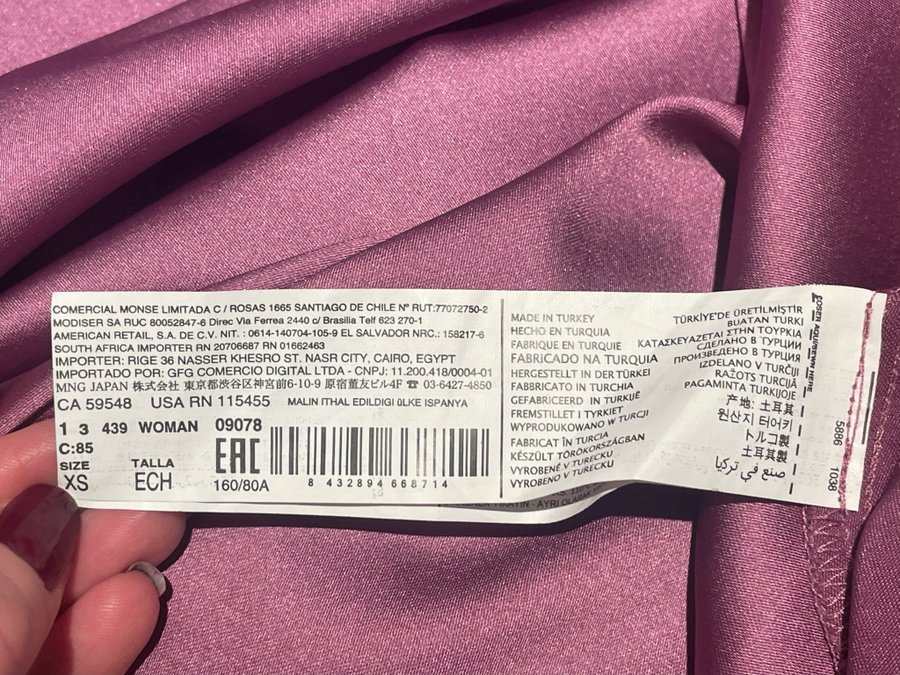 COMERCIAL MONSE LIMITADA C / ROSAS 1665 SANTIAGO DE CHILE Nº RUT:77072750-2
MODISER SA RUC 80052847-6 Direc Via Ferrea 2440 c/ Brasilia Telf 623 270-1
AMERICAN RETAIL, S.A. DE C.V. NIT. : 0614-140704-105-9 EL SALVADOR NRC.: 158217-6
SOUTH AFRICA IMPORTER RN 20706687 RN 01662463
IMPORTER: RIGE 36 NASSER KHESRO ST. NASR CITY, CAIRO, EGYPT
IMPORTADO POR: GFG COMERCIO DIGITAL LTDA - CNPJ: 11.200.418/0004-01
MNG JAPAN 株式会社 東京都渋谷区神宮前6-10-9 原宿董友ビル4F ☎ 03-6427-4850
CA 59548 USA RN 115455 MALIN ITHAL EDILDIGI ÜLKE ISPANYA
1 3 439 WOMAN 09078
C:85
SIZE TALLA
XS ECH
EAC
160/80A
8 432894 668714
MADE IN TURKEY
HECHO EN TURQUIA
FABRIQUE EN TURQUIE
FABRICADO NA TURQUIA
HERGESTELLT IN DER TÜRKEI
FABBRICATO IN TURCHIA
GEFABRICEERD IN TURKIJE
FREMSTILLET I TYRKIET
WYPRODUKOWANO W TURCJI
FABRICAT ÎN TURCIA
KÉSZÜLT TÖRÖKORSZÁGBAN
VYROBENÉ V TURECKU
VYROBENO V TURECKU
TÜRKİYE'DE ÜRETİLMİŞTİR
BUATAN TURKI
ΚΑΤΑΣΚΕΥΑΖΕΤΑΙ ΣΤΗΝ ΤΟΥΡΚΙΑ
СДЕЛАНО В ТУРЦИИ
ПРОИЗВЕДЕНО В ТУРЦИЯ
IZDELANO V TURČIJI
RAŽOTS TURCIJĀ
PAGAMINTA TURKIJOJE
产地: 土耳其
원산지 터어키
トルコ製
土耳其製
صنع في تركيا
COSER AQUI/SEWN HERE
5886 1038